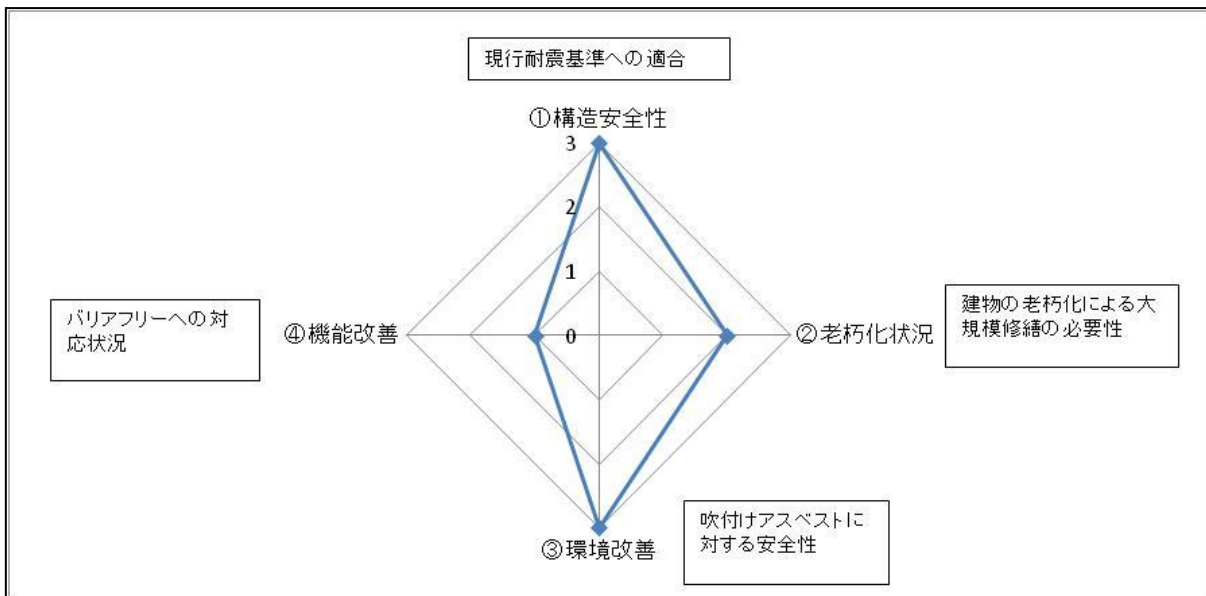 現行耐震基準への適合
①構造安全性
3
2
1
0
バリアフリーへの対
応状況
④機能改善
②老朽化状況
建物の老朽化による大
規模修繕の必要性
③環境改善
吹付けアスベストに
対する安全性